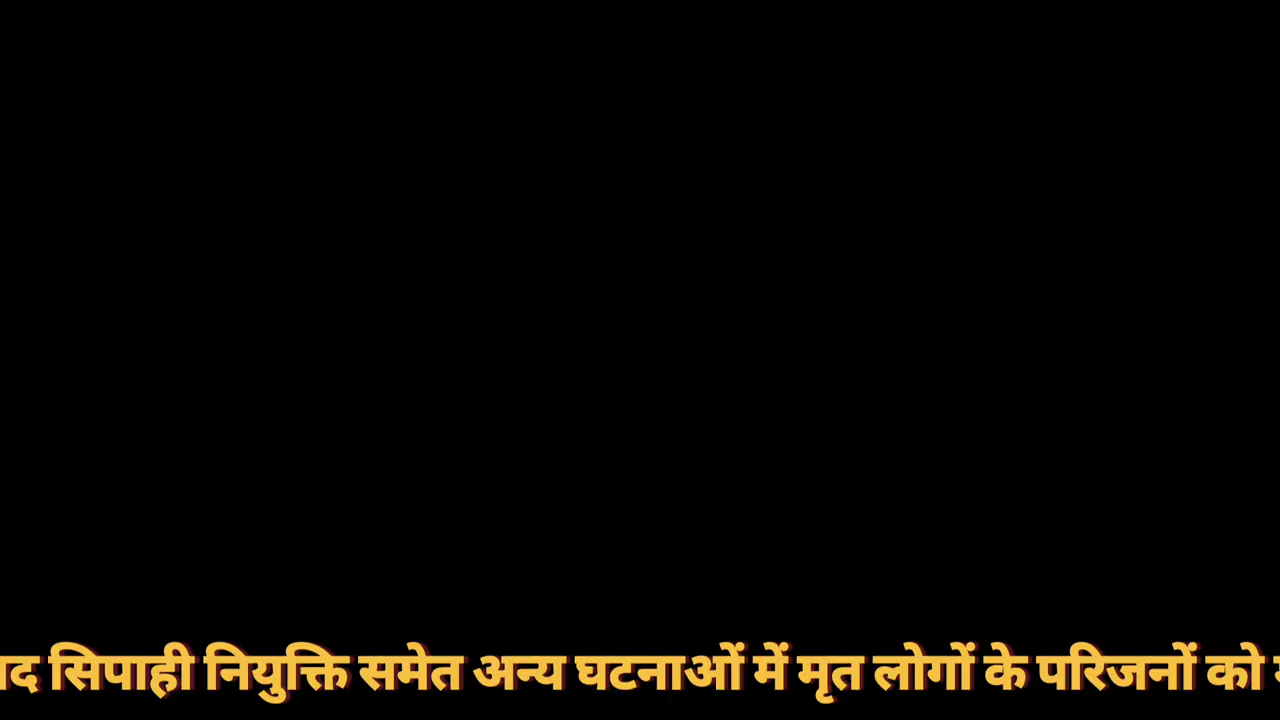 सिपाही नियुक्ति समेत अन्य घटनाओं में मृत लोगों के परिजनों को